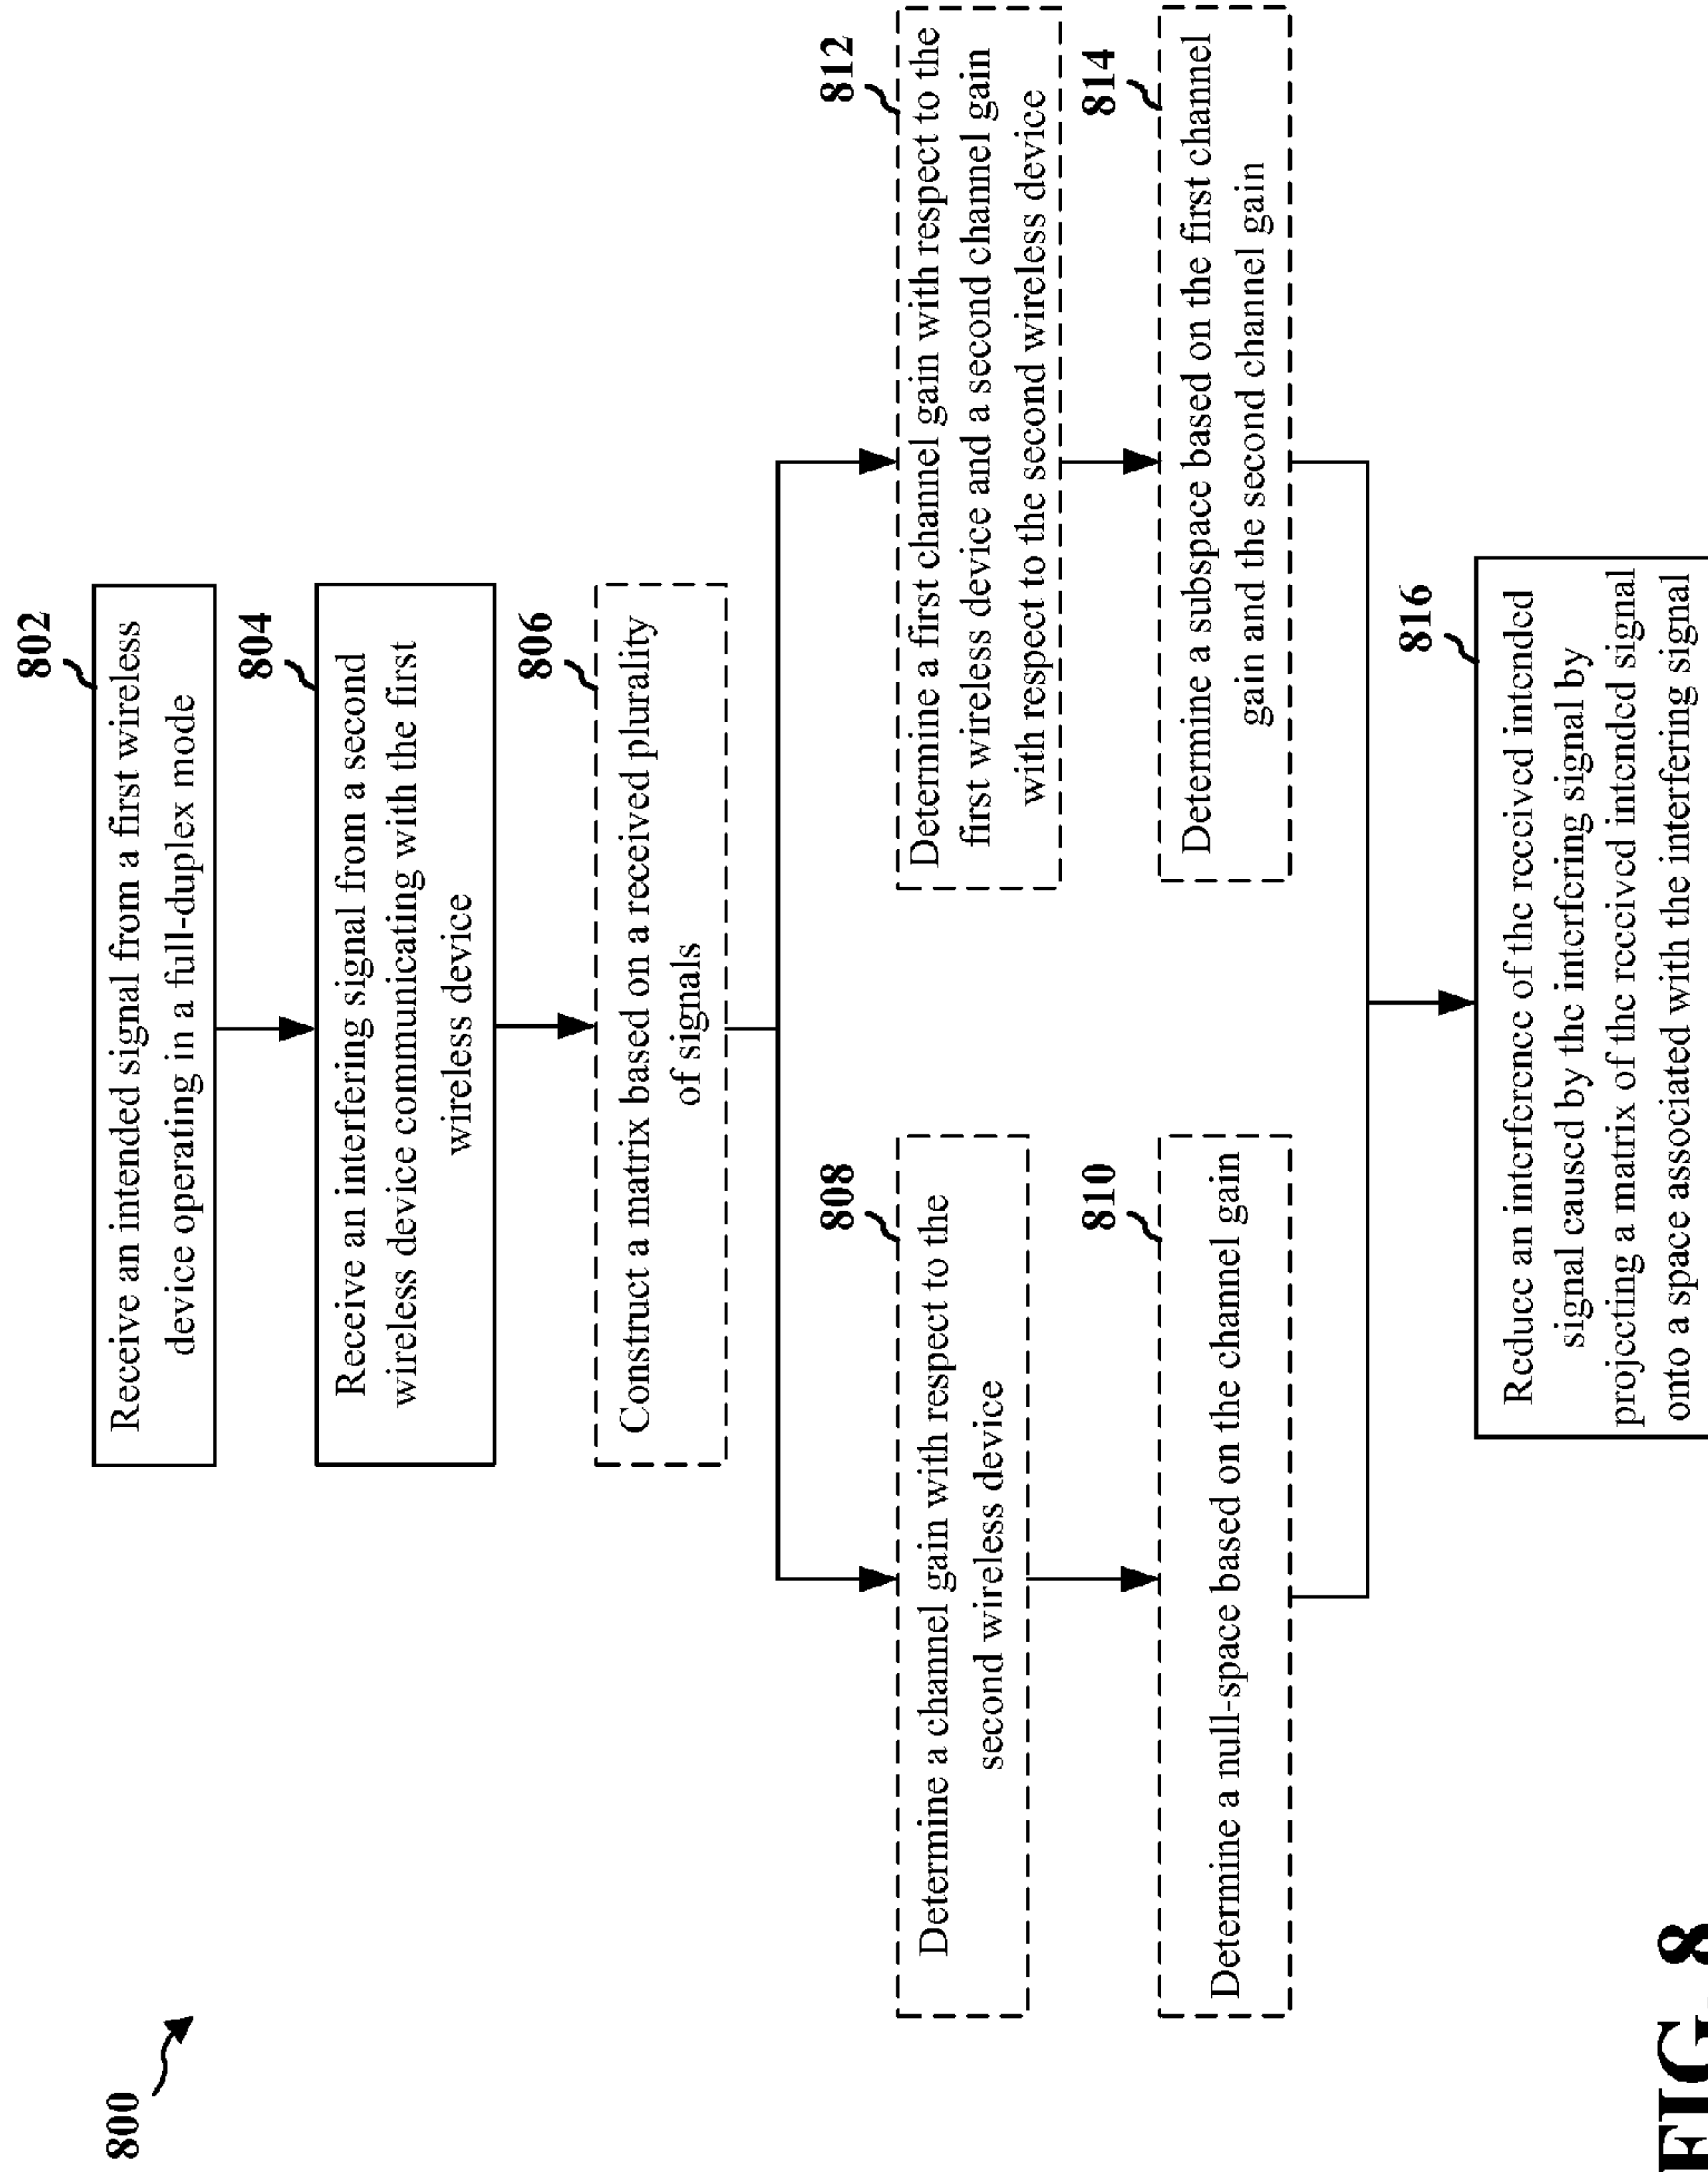 800
802
Receive an intended signal from a first wireless
device operating in a full-duplex mode
804
Receive an interfering signal from a second
wireless device communicating with the first
wireless device
806
Construct a matrix based on a received plurality
of signals
808
Determine a channel gain with respect to the
second wireless device
810
Determine a null-space based on the channel gain
812
Determine a first channel gain with respect to the
first wireless device and a second channel gain
with respect to the second wireless device
814
Determine a subspace based on the first channel
gain and the second channel gain
816
Reduce an interference of the received intended
signal caused by the interfering signal by
projecting a matrix of the received intended signal
onto a space associated with the interfering signal
FIG. 8